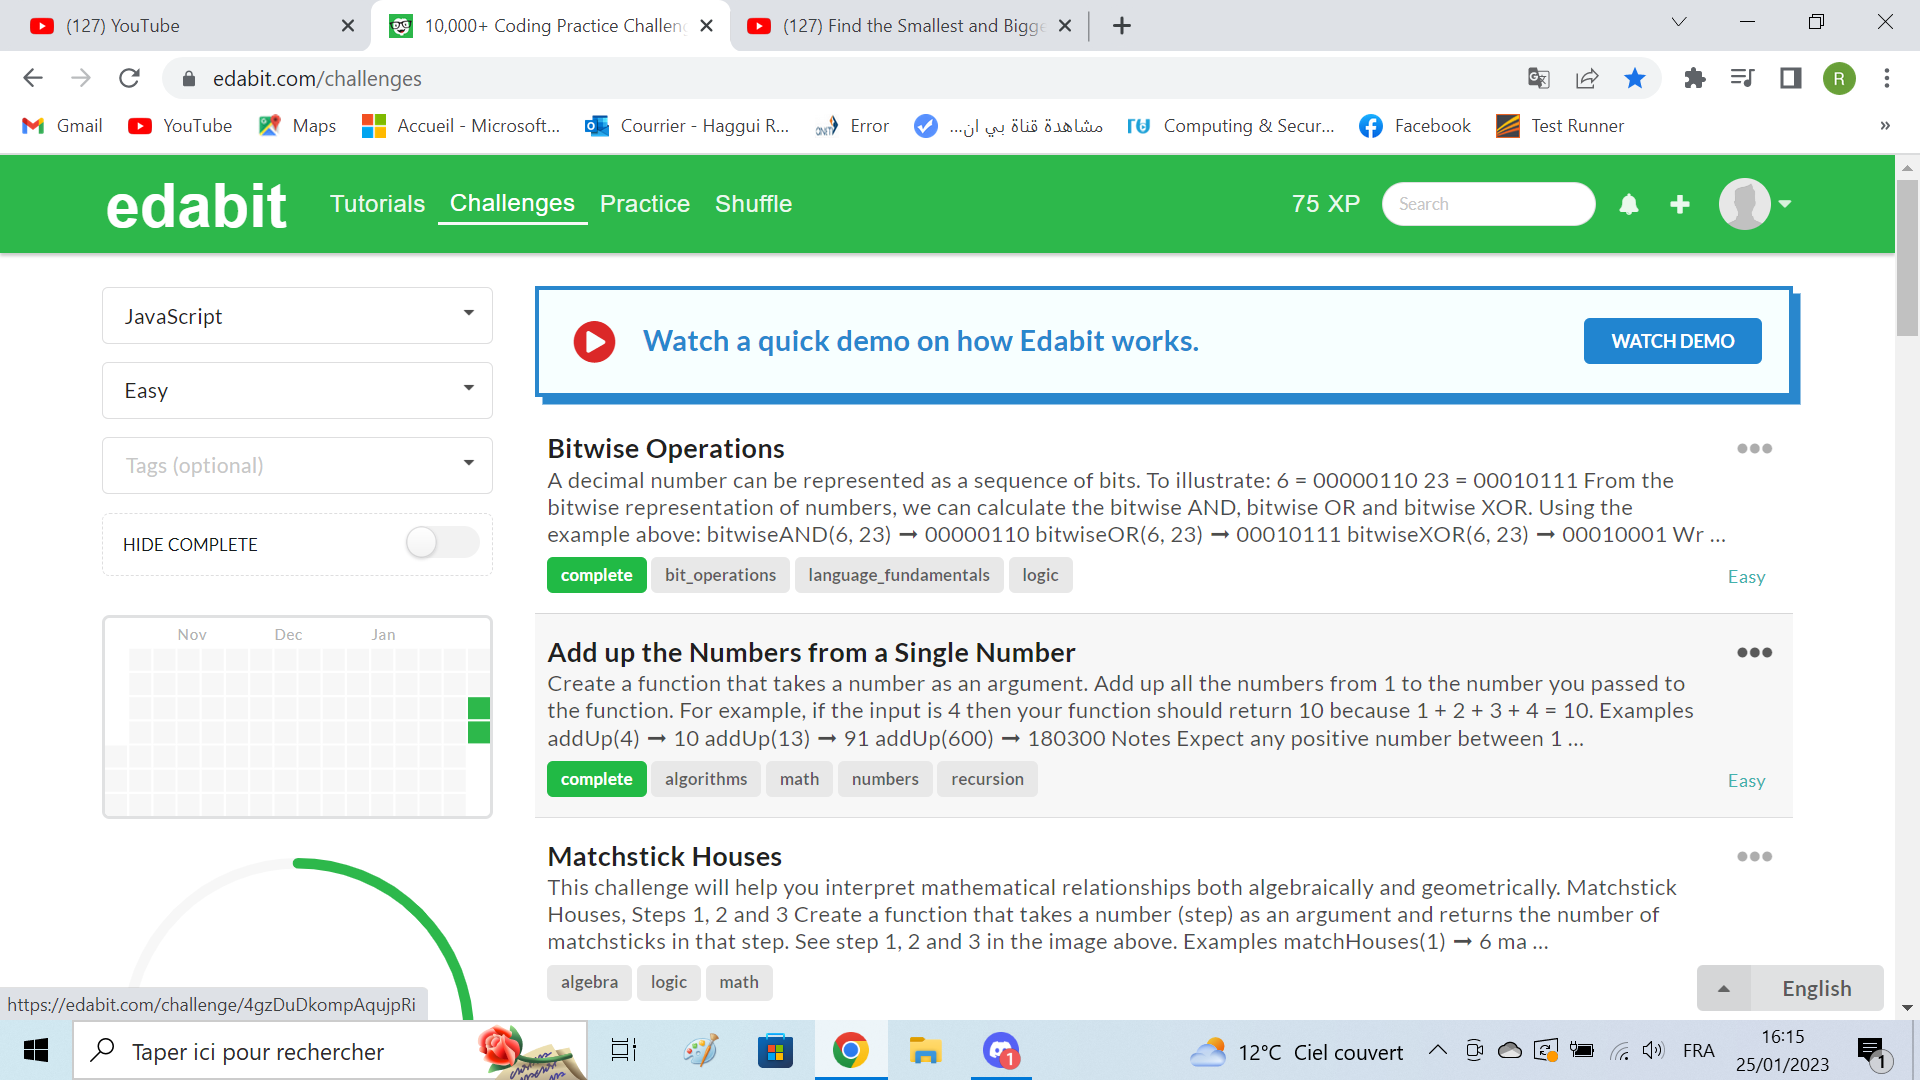 (127) YouTube
10,000+ Coding Practice Challeng
(127) Find the Smallest and Bigge
edabit.com/challenges
R
Gmail
YouTube
Maps
Accueil - Microsoft...
Courrier - Haggui R...
Error
مشاهدة قناة بي ان...
Computing & Secur...
Facebook
Test Runner
»
edabit
Tutorials
Challenges
Practice
Shuffle
75 XP
Search
JavaScript
Easy
Tags (optional)
HIDE COMPLETE
Nov Dec Jan
Watch a quick demo on how Edabit works.
WATCH DEMO
Bitwise Operations
A decimal number can be represented as a sequence of bits. To illustrate: 6 = 00000110 23 = 00010111 From the
bitwise representation of numbers, we can calculate the bitwise AND, bitwise OR and bitwise XOR. Using the
example above: bitwiseAND(6, 23) ➞ 00000110 bitwiseOR(6, 23) ➞ 00010111 bitwiseXOR(6, 23) ➞ 00010001 Wr ...
complete bit_operations language_fundamentals logic
Easy
Add up the Numbers from a Single Number
Create a function that takes a number as an argument. Add up all the numbers from 1 to the number you passed to
the function. For example, if the input is 4 then your function should return 10 because 1 + 2 + 3 + 4 = 10. Examples
addUp(4) ➞ 10 addUp(13) ➞ 91 addUp(600) ➞ 180300 Notes Expect any positive number between 1 ...
complete algorithms math numbers recursion
Easy
Matchstick Houses
This challenge will help you interpret mathematical relationships both algebraically and geometrically. Matchstick
Houses, Steps 1, 2 and 3 Create a function that takes a number (step) as an argument and returns the number of
matchsticks in that step. See step 1, 2 and 3 in the image above. Examples matchHouses(1) ➞ 6 ma ...
algebra logic math
English
https://edabit.com/challenge/4gzDuDkompAqujpRi
Taper ici pour rechercher
1
12°C Ciel couvert
FRA
16:15
25/01/2023
1